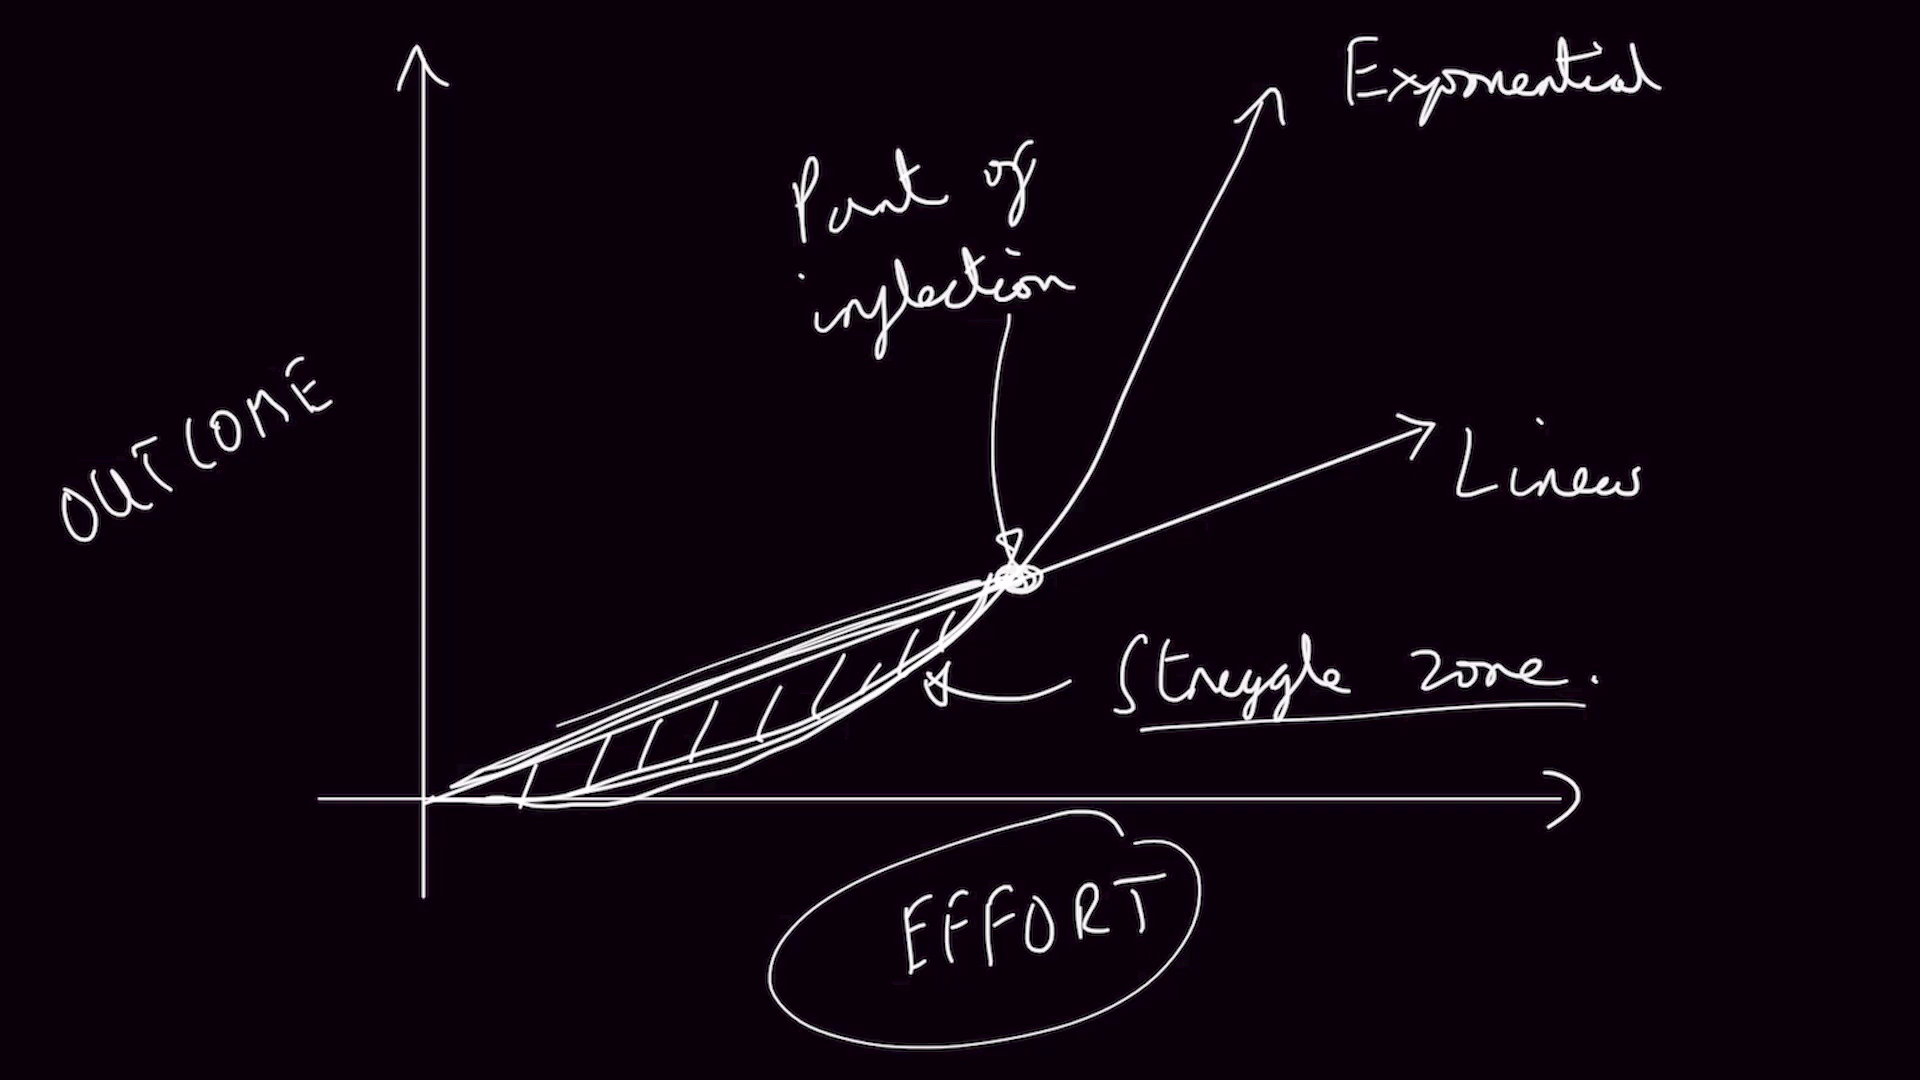 Exponential
Point of
inflection
OUTCOME
Linear
Struggle zone.
EFFORT